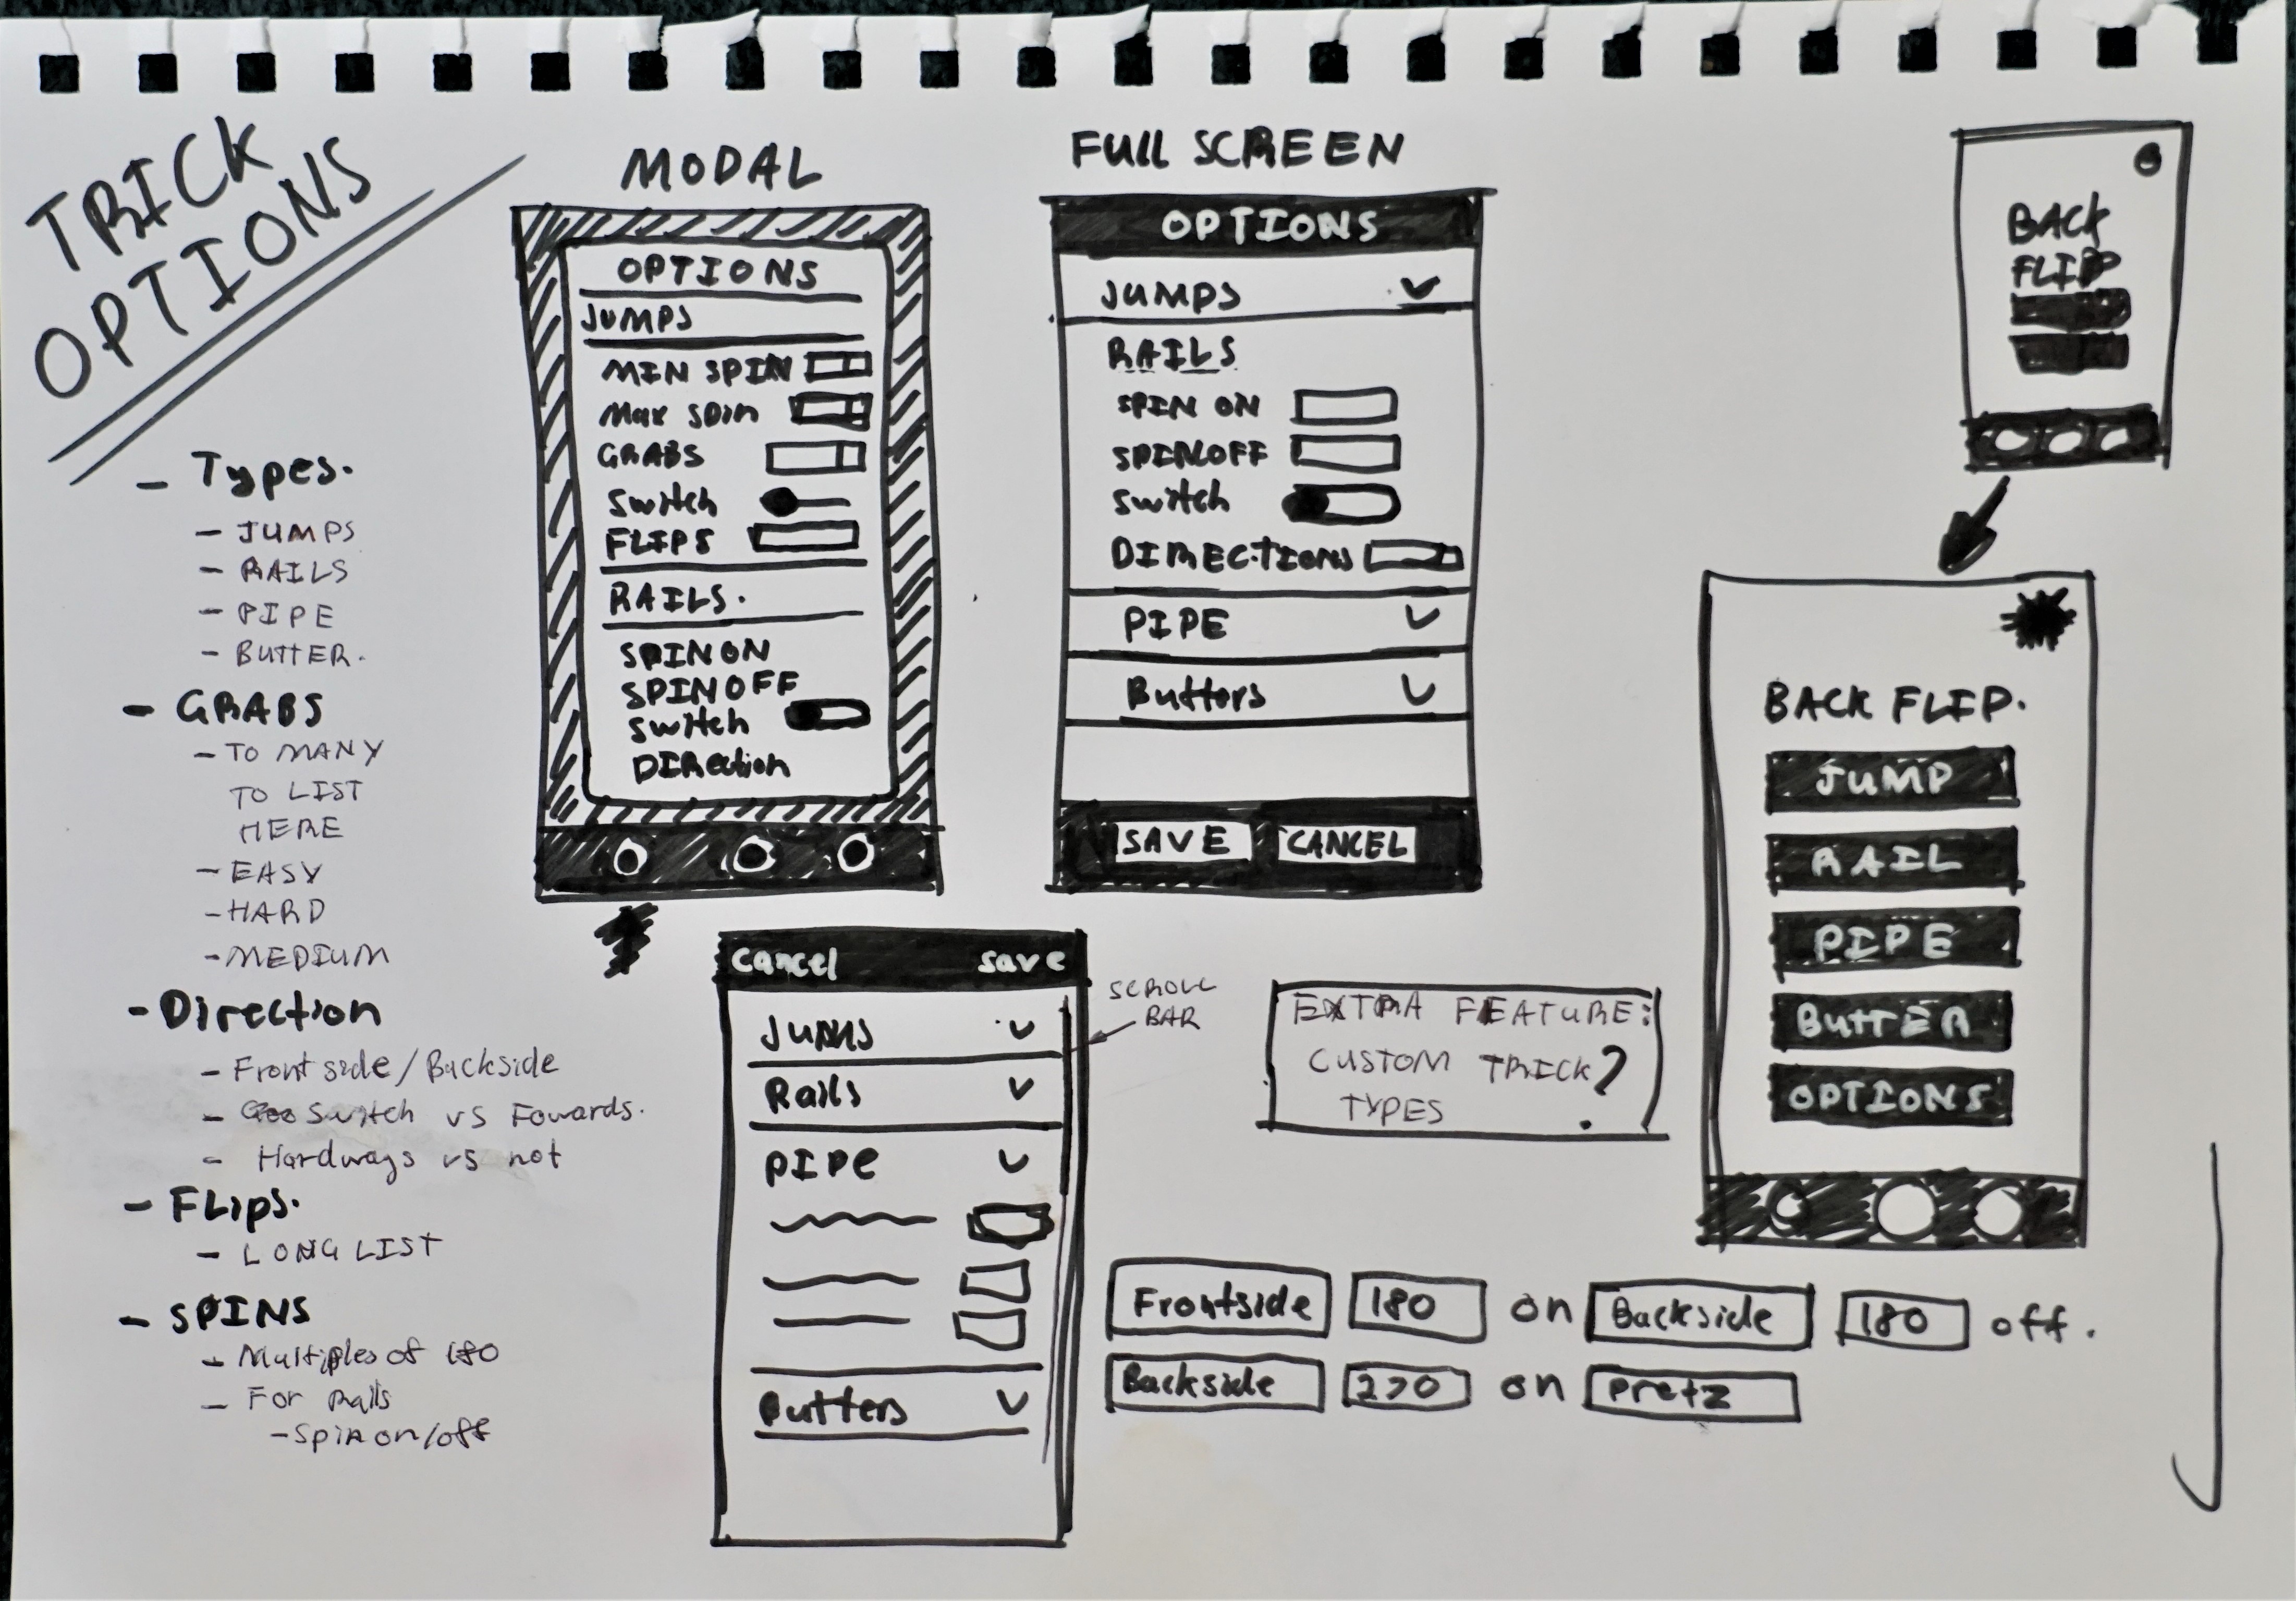 TRICK
OPTIONS
- Types.
- JUMPS
- RAILS
- PIPE
- BUTTER.
- GRABS
- TO MANY
TO LIST
HERE
- EASY
- HARD
- MEDIUM
- Direction
- Front side/Backside
- Switch vs Fowards.
- Hardways vs not
- FLips.
- LONG LIST
- SPINS
- Multiples of 180
- For Rails
- Spin on/off
MODAL
OPTIONS
JUMPS
MIN SPIN
Max Spin
GRABS
Switch
FLIPS
RAILS.
SPIN ON
SPIN OFF
Switch
DIRection
FUll SCREEN
OPTIONS
JUMPS
RAILS
SPIN ON
SPIN OFF
Switch
DIRECTIONS
PIPE
Butters
SAVE CANCEL
Cancel save
Jumps
Rails
PIPe
Butters
SCROLL
BAR
EXTRA FEATURE:
CUSTOM TRICK?
TYPES
BACK
FLIP
BACK FLIP.
JUMP
RAIL
PIPE
BUTTER
OPTIONS
Frontside 180 on Backside 180 off.
Backside 270 on Pretz